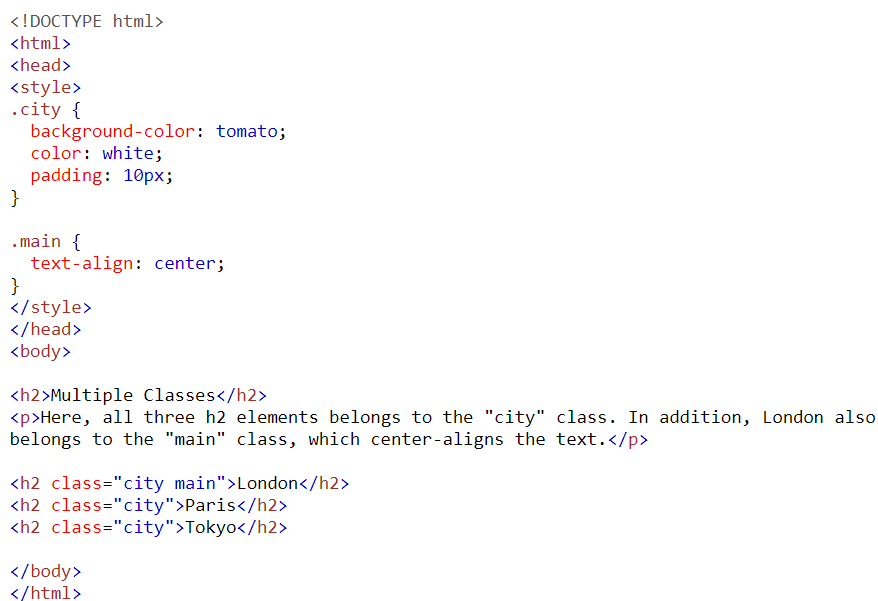 <!DOCTYPE html>
<html>
<head>
<style>
.city {
  background-color: tomato;
  color: white;
  padding: 10px;
}

.main {
  text-align: center;
}
</style>
</head>
<body>

<h2>Multiple Classes</h2>
<p>Here, all three h2 elements belongs to the "city" class. In addition, London also
belongs to the "main" class, which center-aligns the text.</p>

<h2 class="city main">London</h2>
<h2 class="city">Paris</h2>
<h2 class="city">Tokyo</h2>

</body>
</html>